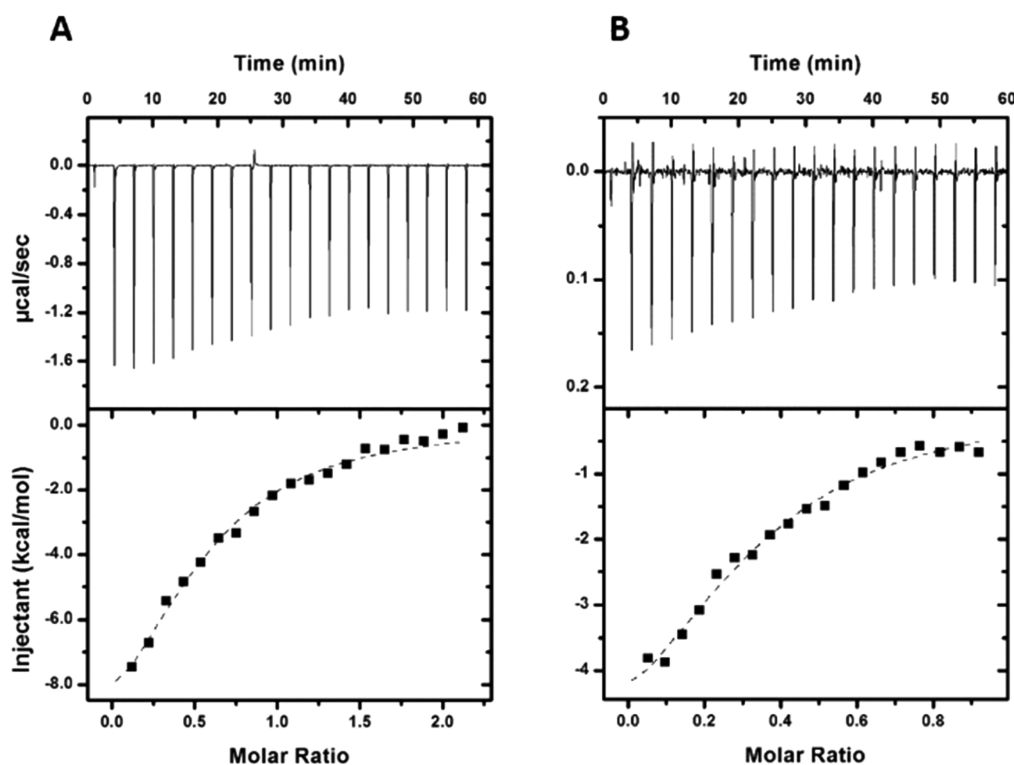 A
B
Time (min)
Time (min)
0 10 20 30 40 50 60
0 10 20 30 40 50 60
µcal/sec
0.0
-0.4
-0.8
-1.2
-1.6
0.0
0.1
0.2
Injectant (kcal/mol)
0.0
-2.0
-4.0
-6.0
-8.0
-1
-2
-3
-4
0.0 0.5 1.0 1.5 2.0
0.0 0.2 0.4 0.6 0.8
Molar Ratio
Molar Ratio